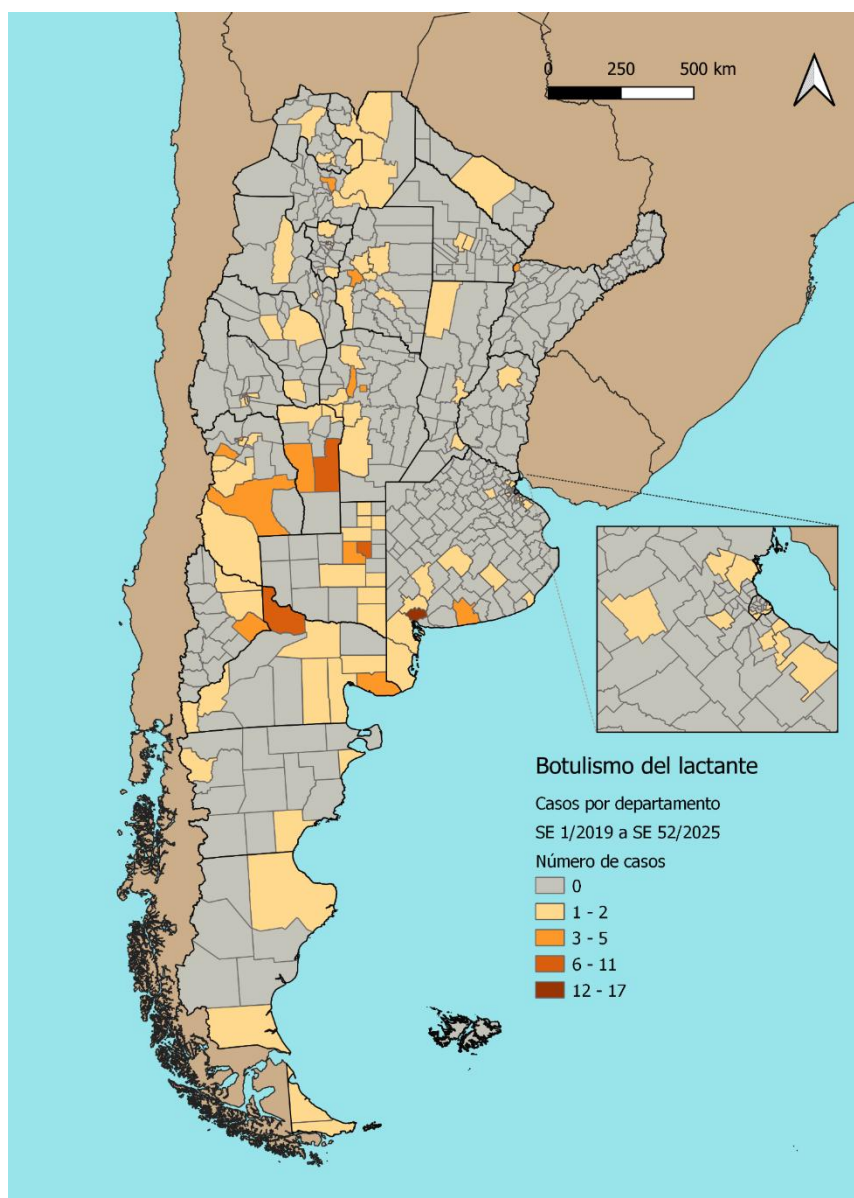 0 250 500 km
Botulismo del lactante
Casos por departamento
SE 1/2019 a SE 52/2025
Número de casos
0
1 - 2
3 - 5
6 - 11
12 - 17